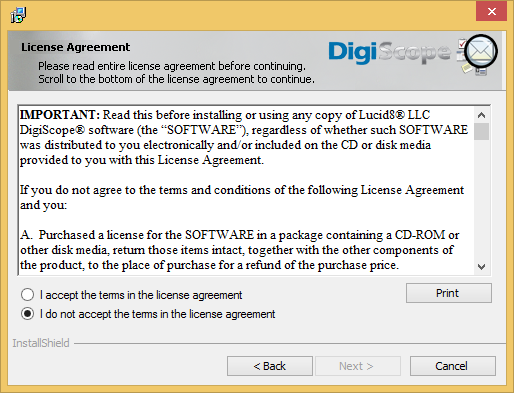 License Agreement
Please read entire license agreement before continuing.
Scroll to the bottom of the license agreement to continue.
DigiScope
IMPORTANT: Read this before installing or using any copy of Lucid8® LLC
DigiScope® software (the “SOFTWARE”), regardless of whether such SOFTWARE
was distributed to you electronically and/or included on the CD or disk media
provided to you with this License Agreement.
If you do not agree to the terms and conditions of the following License Agreement
and you:
A.  Purchased a license for the SOFTWARE in a package containing a CD-ROM or
other disk media, return those items intact, together with the other components of
the product, to the place of purchase for a refund of the purchase price.
I accept the terms in the license agreement
Print
I do not accept the terms in the license agreement
InstallShield
< Back
Next >
Cancel